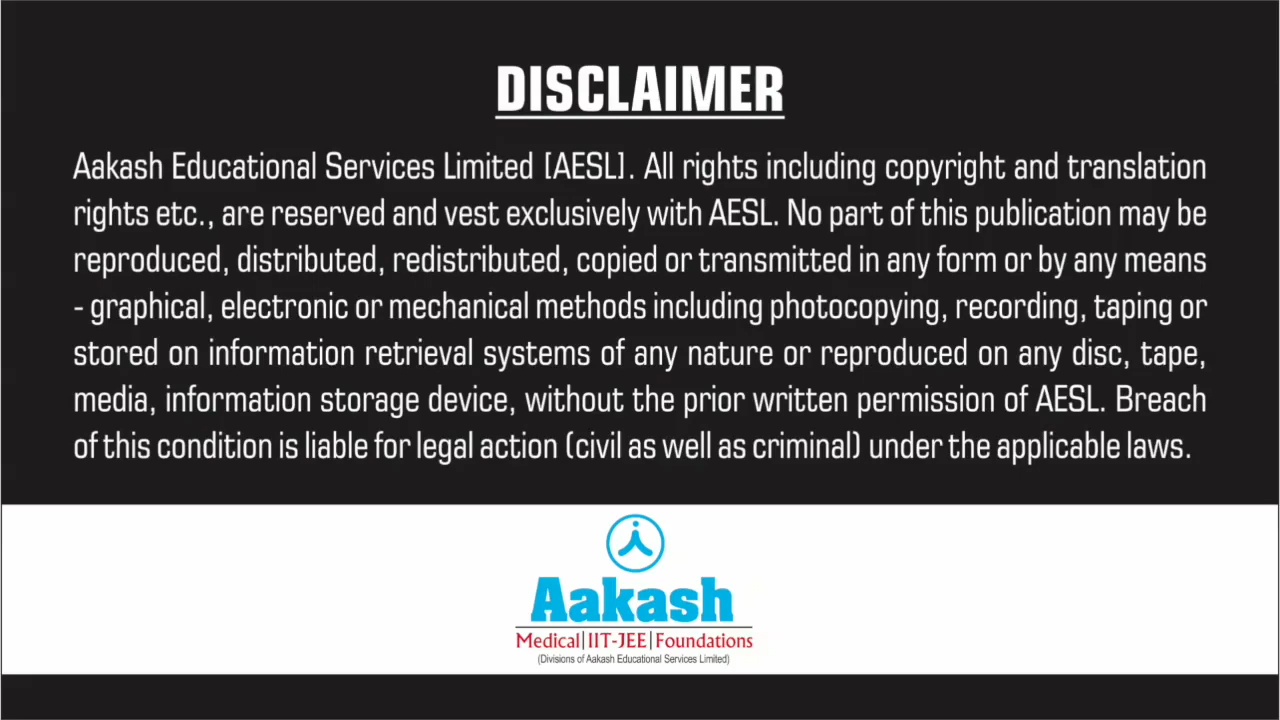 DISCLAIMER
Aakash Educational Services Limited [AESL]. All rights including copyright and translation
rights etc., are reserved and vest exclusively with AESL. No part of this publication may be
reproduced, distributed, redistributed, copied or transmitted in any form or by any means
- graphical, electronic or mechanical methods including photocopying, recording, taping or
stored on information retrieval systems of any nature or reproduced on any disc, tape,
media, information storage device, without the prior written permission of AESL. Breach
of this condition is liable for legal action (civil as well as criminal) under the applicable laws.
Aakash
Medical|IIT-JEE|Foundations
(Divisions of Aakash Educational Services Limited)